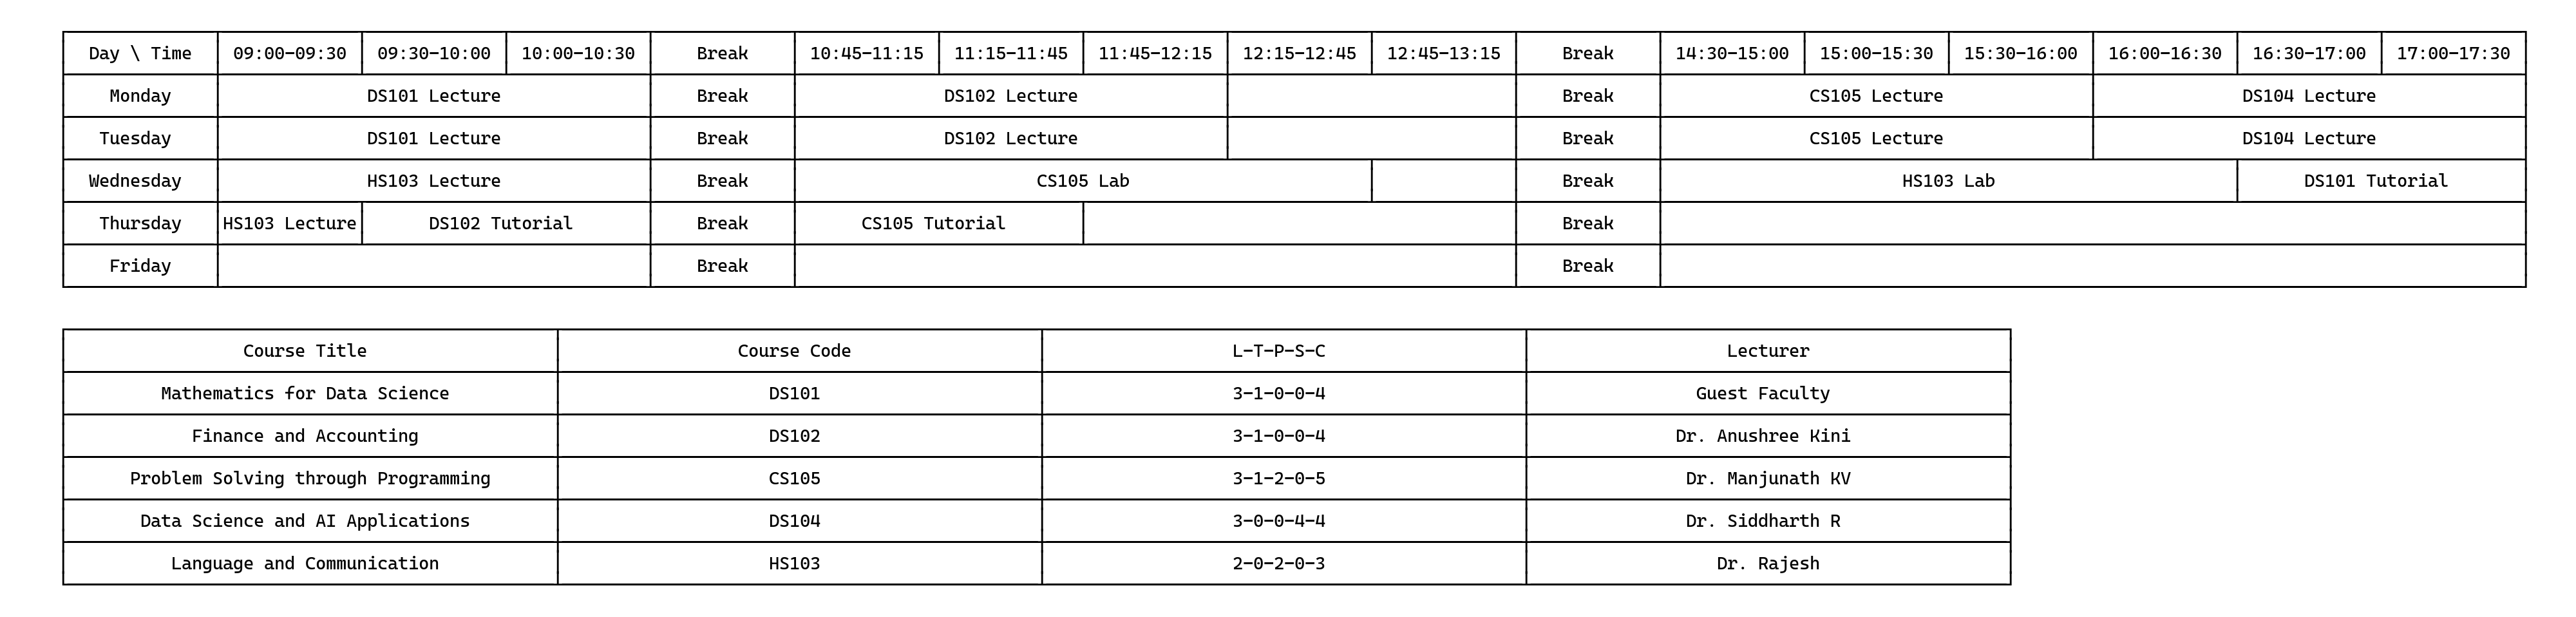 Day \ Time 09:00-09:30 09:30-10:00 10:00-10:30 Break 10:45-11:15 11:15-11:45 11:45-12:15 12:15-12:45 12:45-13:15 Break 14:30-15:00 15:00-15:30 15:30-16:00 16:00-16:30 16:30-17:00 17:00-17:30
Monday DS101 Lecture Break DS102 Lecture Break CS105 Lecture DS104 Lecture
Tuesday DS101 Lecture Break DS102 Lecture Break CS105 Lecture DS104 Lecture
Wednesday HS103 Lecture Break CS105 Lab Break HS103 Lab DS101 Tutorial
Thursday HS103 Lecture DS102 Tutorial Break CS105 Tutorial Break
Friday Break Break
Course Title Course Code L-T-P-S-C Lecturer
Mathematics for Data Science DS101 3-1-0-0-4 Guest Faculty
Finance and Accounting DS102 3-1-0-0-4 Dr. Anushree Kini
Problem Solving through Programming CS105 3-1-2-0-5 Dr. Manjunath KV
Data Science and AI Applications DS104 3-0-0-4-4 Dr. Siddharth R
Language and Communication HS103 2-0-2-0-3 Dr. Rajesh